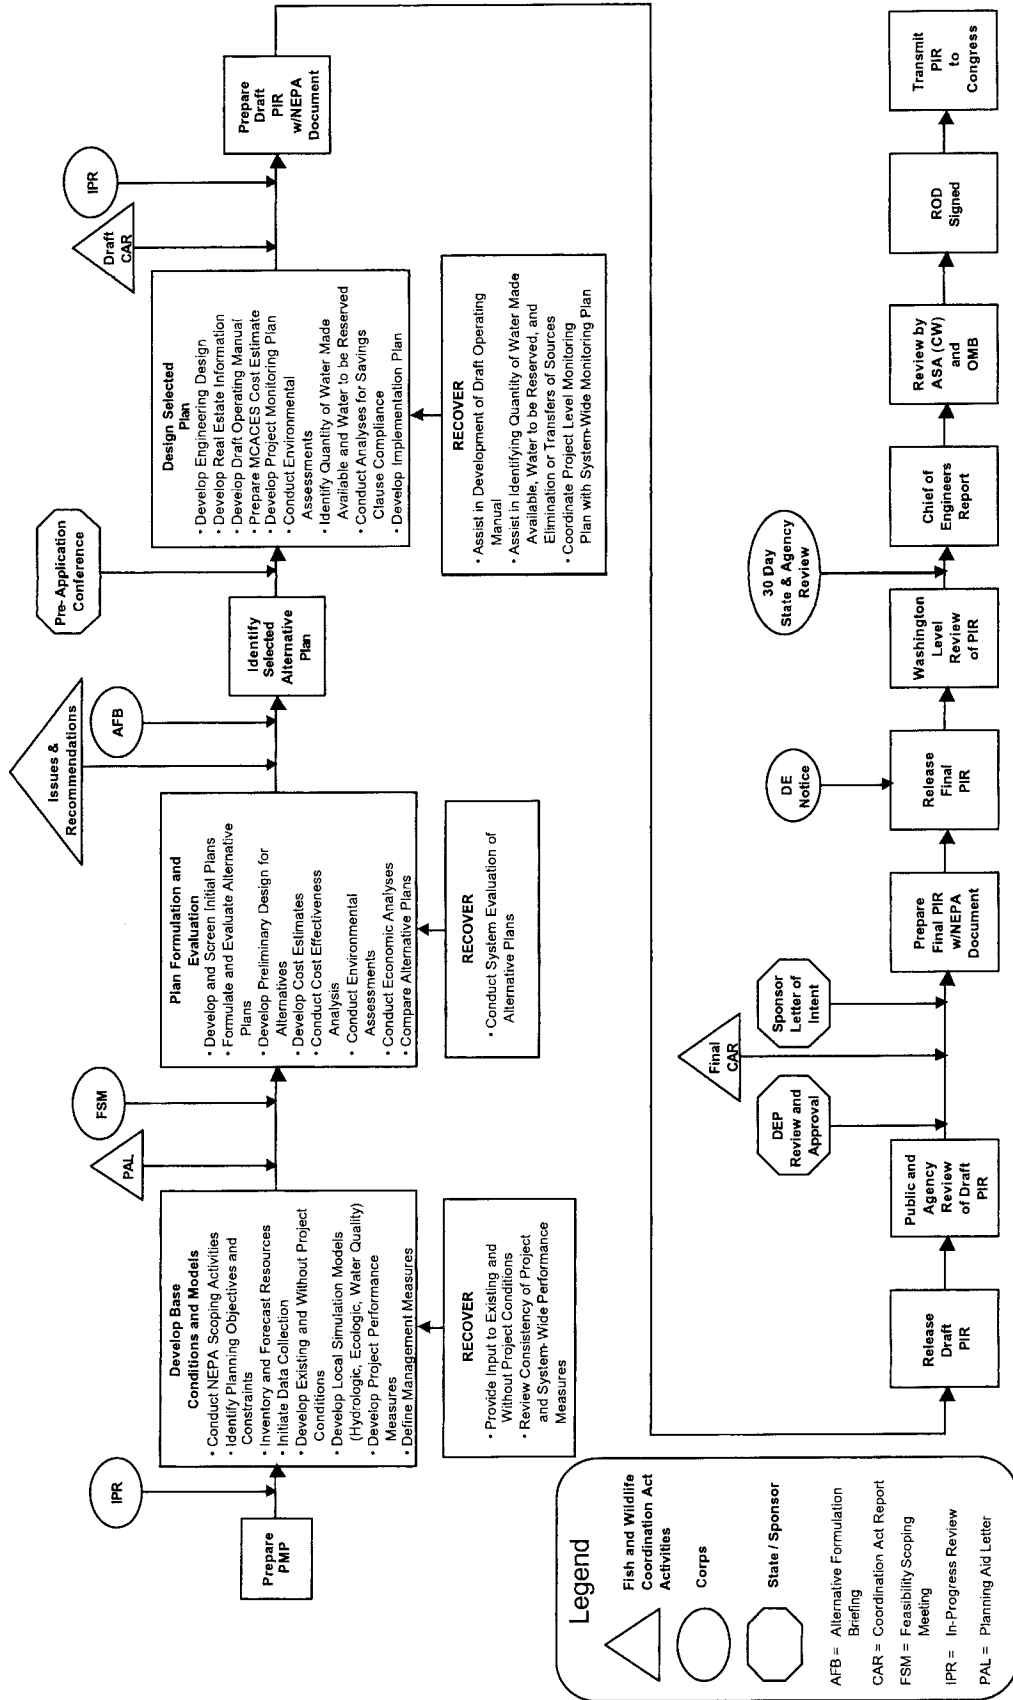 IPR
Prepare
PMP
Develop Base
Conditions and Models
• Conduct NEPA Scoping Activities
• Identify Planning Objectives and
Constraints
• Inventory and Forecast Resources
• Initiate Data Collection
• Develop Existing and Without Project
Conditions
• Develop Local Simulation Models
(Hydrologic, Ecologic, Water Quality)
• Develop Project Performance
Measures
• Define Management Measures
RECOVER
• Provide Input to Existing and
Without Project Conditions
• Review Consistency of Project
and System-Wide Performance
Measures
PAL
FSM
Plan Formulation and
Evaluation
• Develop and Screen Initial Plans
• Formulate and Evaluate Alternative
Plans
• Develop Preliminary Design for
Alternatives
• Develop Cost Estimates
• Conduct Cost Effectiveness
Analysis
• Conduct Environmental
Assessments
• Conduct Economic Analyses
• Compare Alternative Plans
RECOVER
• Conduct System Evaluation of
Alternative Plans
Issues &
Recommendations
AFB
Identify
Selected
Alternative
Plan
Pre-Application
Conference
Design Selected
Plan
• Develop Engineering Design
• Develop Real Estate Information
• Develop Draft Operating Manual
• Prepare MCACES Cost Estimate
• Develop Project Monitoring Plan
• Conduct Environmental
Assessments
• Identify Quantity of Water Made
Available and Water to be Reserved
• Conduct Analyses for Savings
Clause Compliance
• Develop Implementation Plan
RECOVER
• Assist in Development of Draft Operating
Manual
• Assist in Identifying Quantity of Water Made
Available, Water to be Reserved, and
Elimination or Transfers of Sources
• Coordinate Project Level Monitoring
Plan with System-Wide Monitoring Plan
Draft
CAR
IPR
Prepare
Draft
PIR
w/NEPA
Document
Release
Draft
PIR
Public and
Agency
Review
of Draft
PIR
DEP
Review and
Approval
Final
CAR
Sponsor
Letter of
Intent
Prepare
Final PIR
w/NEPA
Document
DE
Notice
Release
Final
PIR
Washington
Level
Review
of PIR
30 Day
State & Agency
Review
Chief of
Engineers
Report
Review by
ASA (CW)
and
OMB
ROD
Signed
Transmit
PIR
to
Congress
Legend
Fish and Wildlife
Coordination Act
Activities
Corps
State / Sponsor
AFB = Alternative Formulation
Briefing
CAR = Coordination Act Report
FSM = Feasibility Scoping
Meeting
IPR = In-Progress Review
PAL = Planning Aid Letter